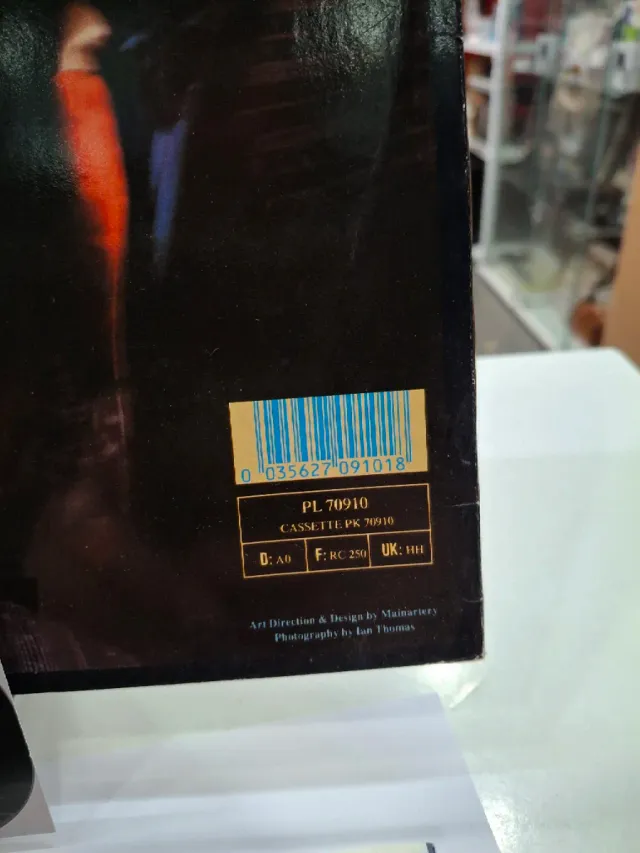 0 035627 091018
PL 70910
CASSETTE PK 70910
D: A0 F: RC 250 UK: HH
Art Direction & Design by Mainartery
Photography by Ian Thomas